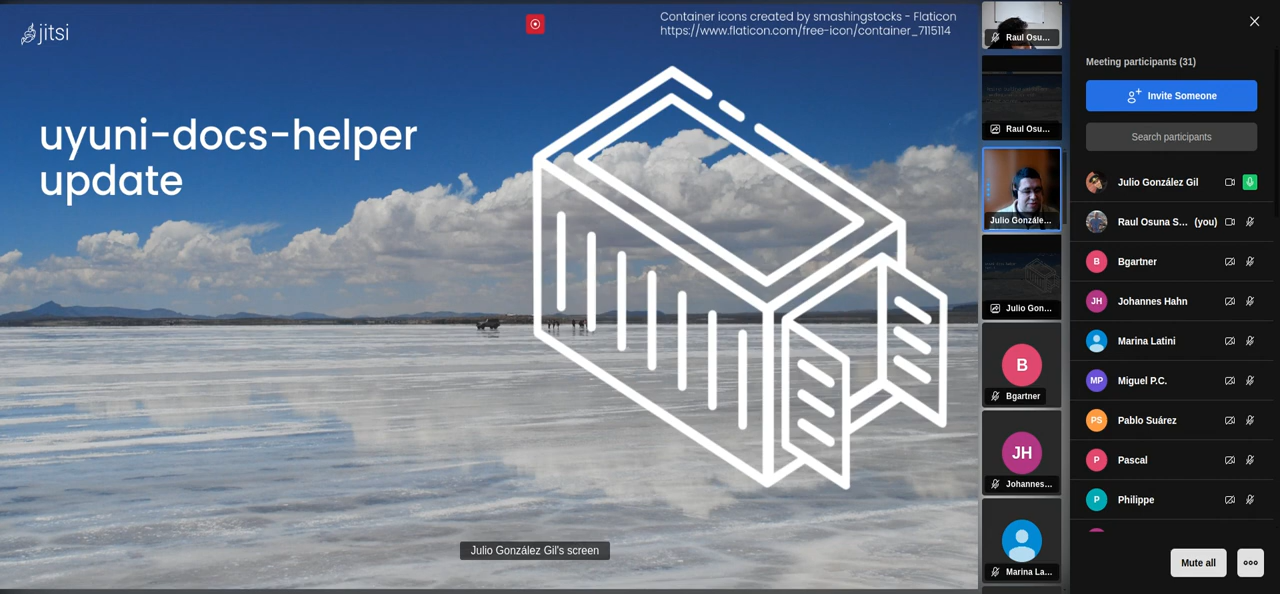 jitsi
Container icons created by smashingstocks - Flaticon
https://www.flaticon.com/free-icon/container_7115114
uyuni-docs-helper
update
Julio González Gil's screen
Raul Osu...
Raul Osu...
Julio Gonzále...
Julio Gon...
B
Bgartner
JH
Johannes...
Marina La...
Meeting participants (31)
Invite Someone
Search participants
Julio González Gil
Raul Osuna S... (you)
B
Bgartner
JH
Johannes Hahn
Marina Latini
MP
Miguel P.C.
PS
Pablo Suárez
P
Pascal
P
Philippe
Mute all